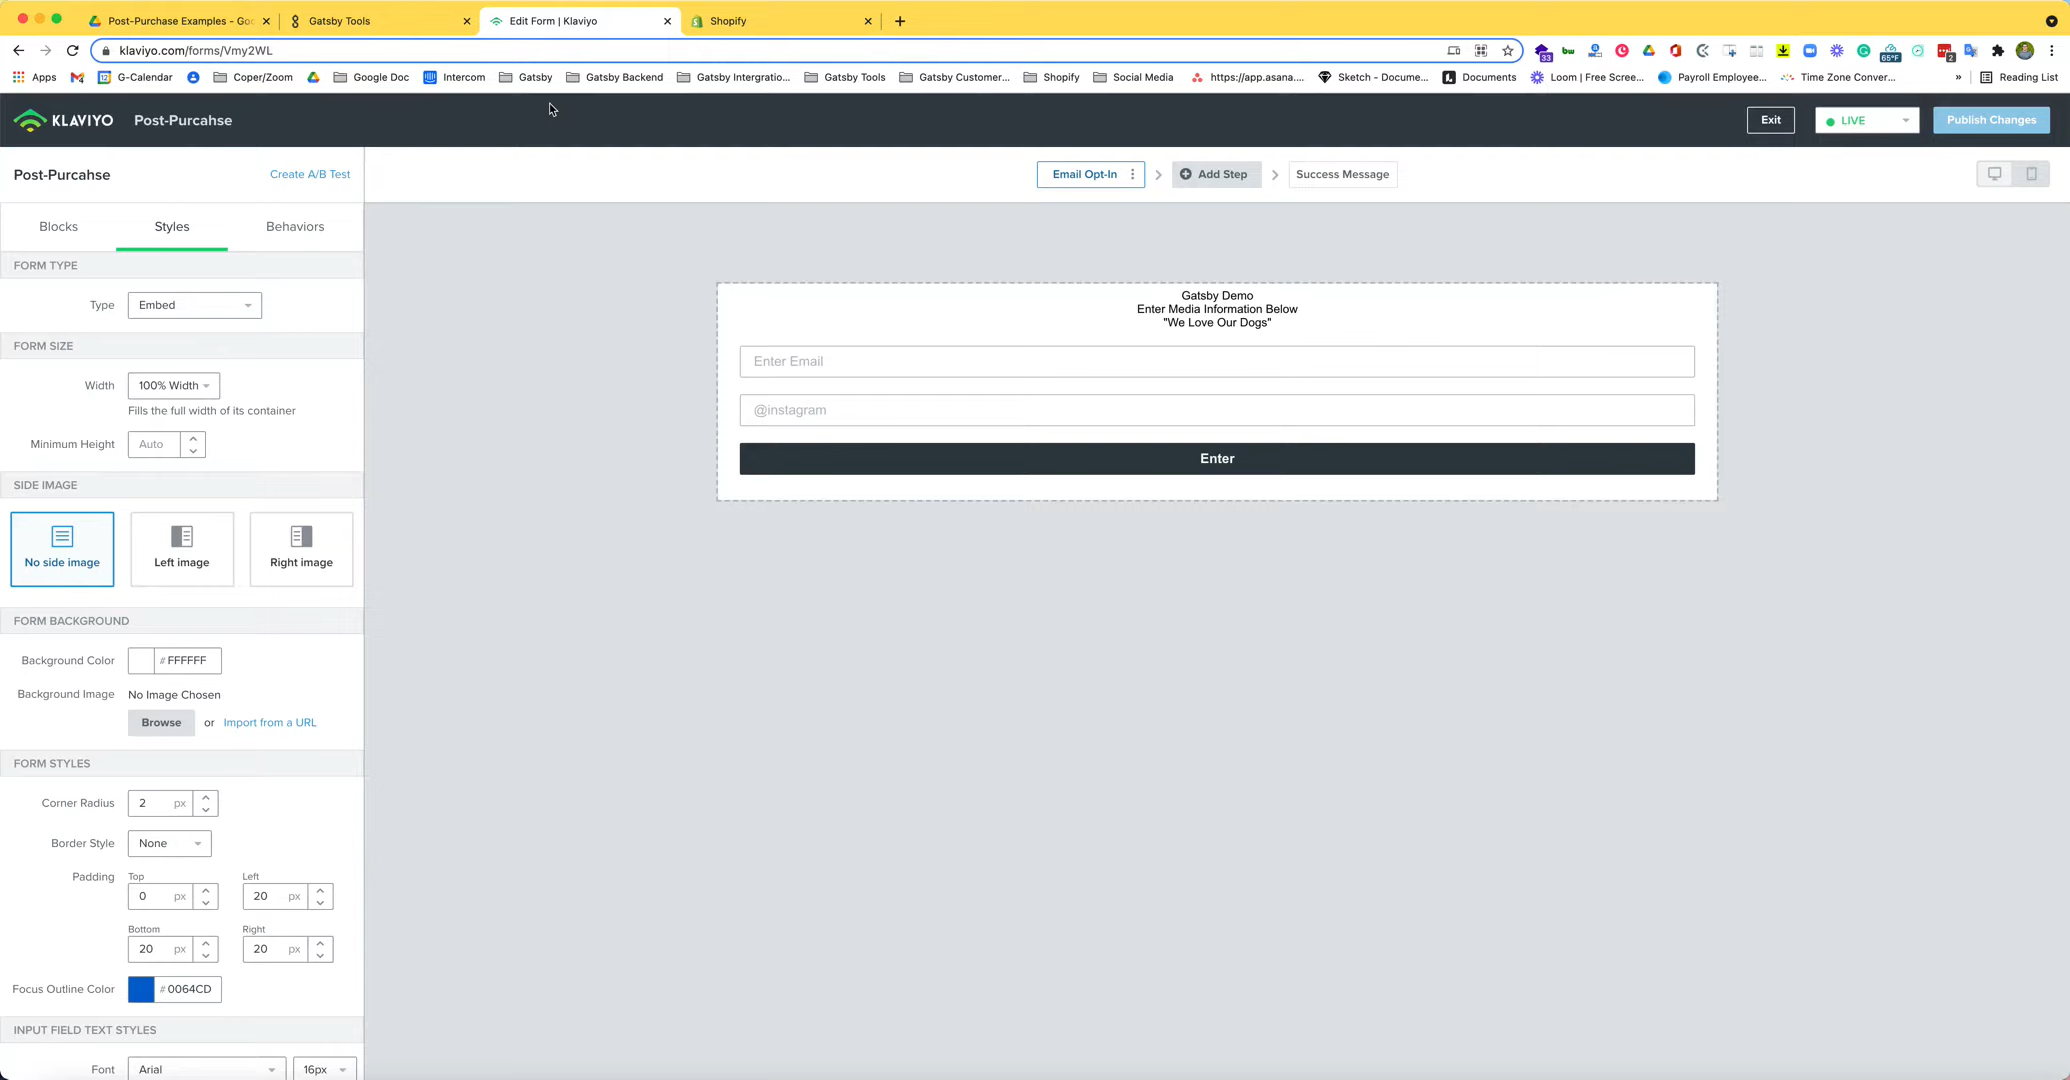 Post-Purchase Examples - Goo
Gatsby Tools
Edit Form | Klaviyo
Shopify
klaviyo.com/forms/Vmy2WL
33
65°F
2
Apps
G-Calendar
Coper/Zoom
Google Doc
Intercom
Gatsby
Gatsby Backend
Gatsby Intergratio...
Gatsby Tools
Gatsby Customer...
Shopify
Social Media
https://app.asana....
Sketch - Docume...
Documents
Loom | Free Scree...
Payroll Employee...
Time Zone Conver...
»
Reading List
KLAVIYO
Post-Purcahse
Exit
LIVE
Publish Changes
Post-Purcahse
Create A/B Test
Email Opt-In
Add Step
Success Message
Blocks
Styles
Behaviors
FORM TYPE
Type
Embed
FORM SIZE
Width
100% Width
Fills the full width of its container
Minimum Height
Auto
SIDE IMAGE
No side image
Left image
Right image
FORM BACKGROUND
Background Color
# FFFFFF
Background Image
No Image Chosen
Browse
or
Import from a URL
FORM STYLES
Corner Radius
2 px
Border Style
None
Padding
Top
Left
0 px
20 px
Bottom
Right
20 px
20 px
Focus Outline Color
# 0064CD
INPUT FIELD TEXT STYLES
Font
Arial
16px
Gatsby Demo
Enter Media Information Below
"We Love Our Dogs"
Enter Email
@instagram
Enter